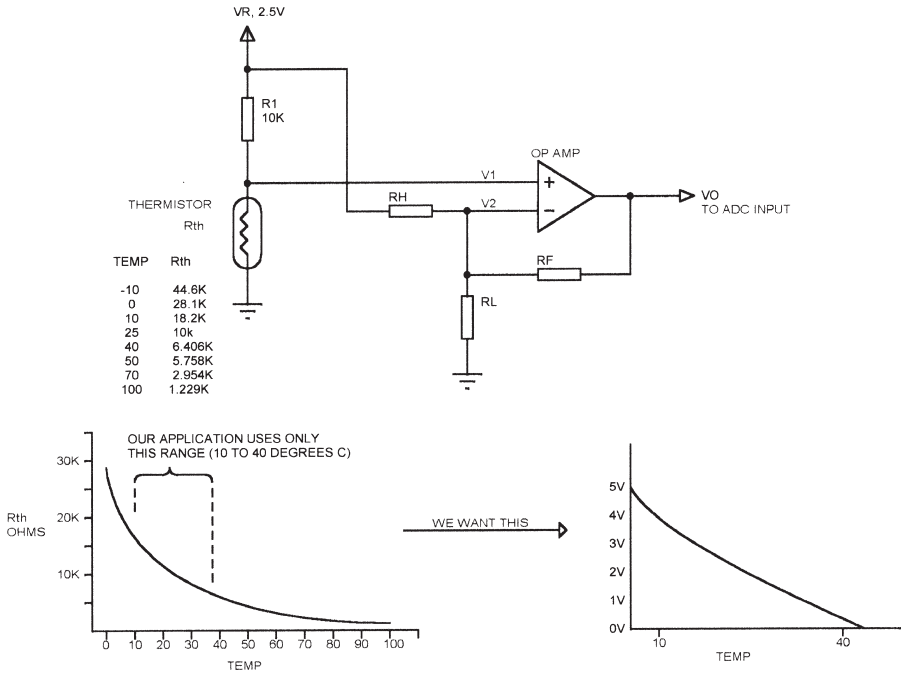 VR, 2.5V
R1
10K
OP AMP
V1
+
RH
V2
−
VO
TO ADC INPUT
THERMISTOR
Rth
RF
RL
TEMP Rth
-10 44.6K
0 28.1K
10 18.2K
25 10k
40 6.406K
50 5.758K
70 2.954K
100 1.229K
OUR APPLICATION USES ONLY
THIS RANGE (10 TO 40 DEGREES C)
30K
20K
10K
Rth
OHMS
0 10 20 30 40 50 60 70 80 90 100
TEMP
WE WANT THIS
5V
4V
3V
2V
1V
0V
10 40
TEMP